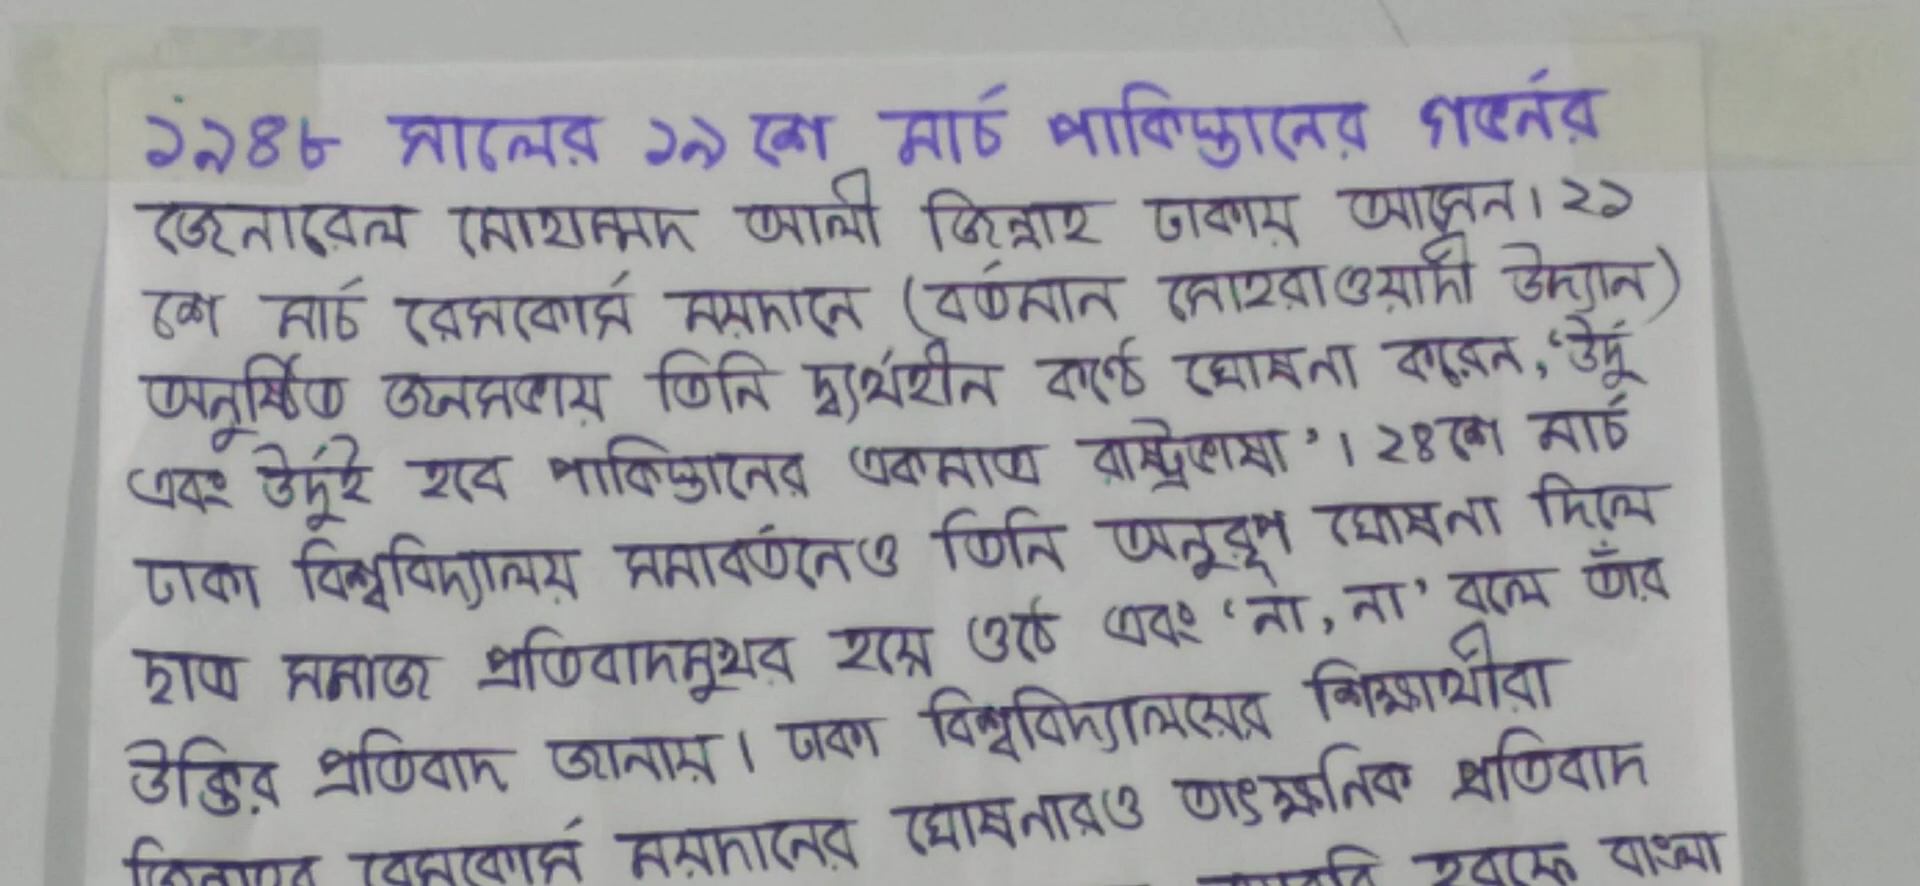 ১৯৪৮ সালের ১৯ শে মার্চ পাকিস্তানের গভর্নর
জেনারেল মোহাম্মদ আলী জিন্নাহ ঢাকায় আসেন। ২১
শে মার্চ রেসকোর্স ময়দানে (বর্তমান সোহরাওয়ার্দী উদ্যান)
অনুষ্ঠিত জনসভায় তিনি দ্ব্যর্থহীন কণ্ঠে ঘোষনা করেন, ‘উর্দু
এবং উর্দুই হবে পাকিস্তানের একমাত্র রাষ্ট্রভাষা’। ২৪শে মার্চ
ঢাকা বিশ্ববিদ্যালয় সমাবর্তনেও তিনি অনুরূপ ঘোষনা দিলে
ছাত্র সমাজ প্রতিবাদমুখর হয়ে ওঠে এবং ‘না, না’ বলে তাঁর
উক্তির প্রতিবাদ জানায়। ঢাকা বিশ্ববিদ্যালয়ের শিক্ষার্থীরা
জিন্নাহর রেসকোর্স ময়দানের ঘোষনারও তাৎক্ষনিক প্রতিবাদ
হরফে বাংলা